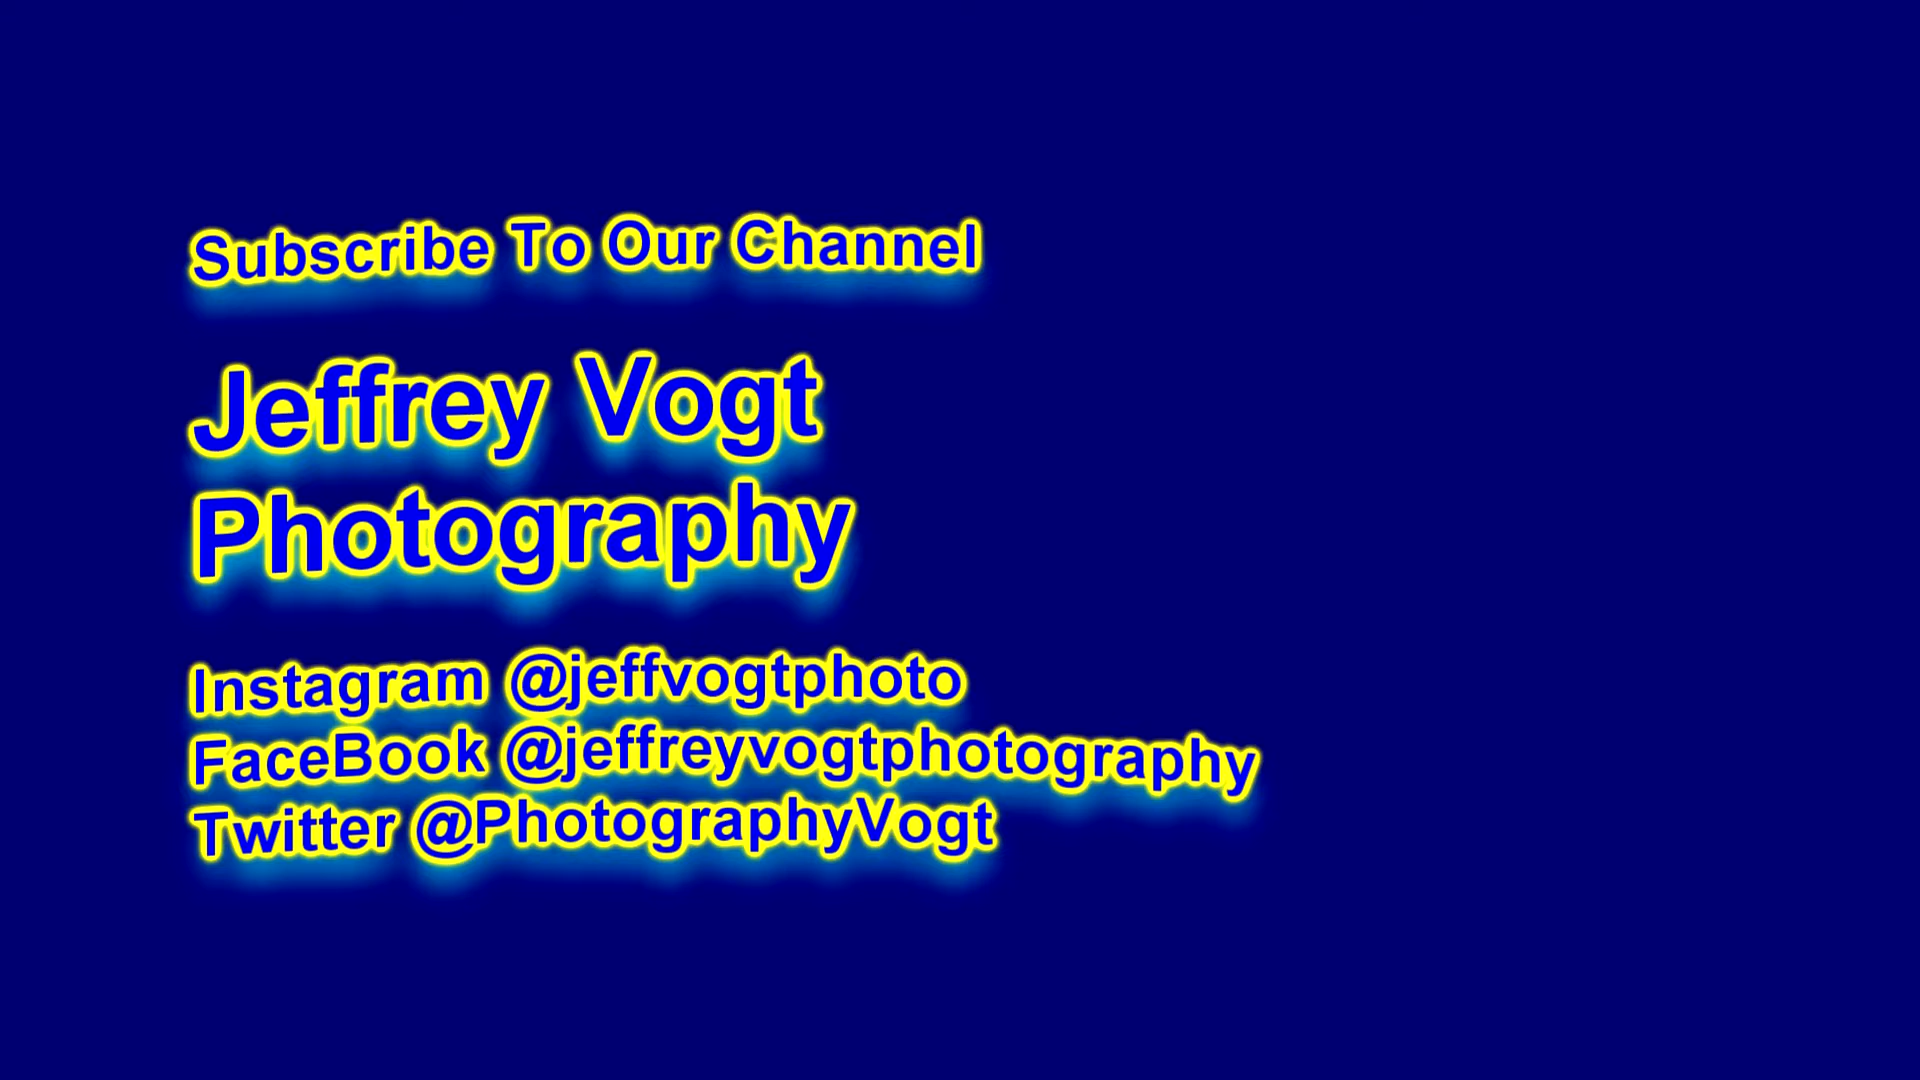 Subscribe To Our Channel
Jeffrey Vogt
Photography
Instagram @jeffvogtphoto
FaceBook @jeffreyvogtphotography
Twitter @PhotographyVogt